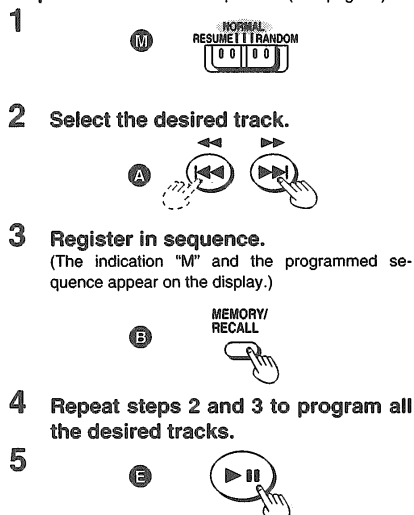 1
M
NORMAL
RESUME RANDOM
2 Select the desired track.
A
3 Register in sequence.
(The indication "M" and the programmed se-
quence appear on the display.)
MEMORY/
RECALL
B
4 Repeat steps 2 and 3 to program all
the desired tracks.
5
E